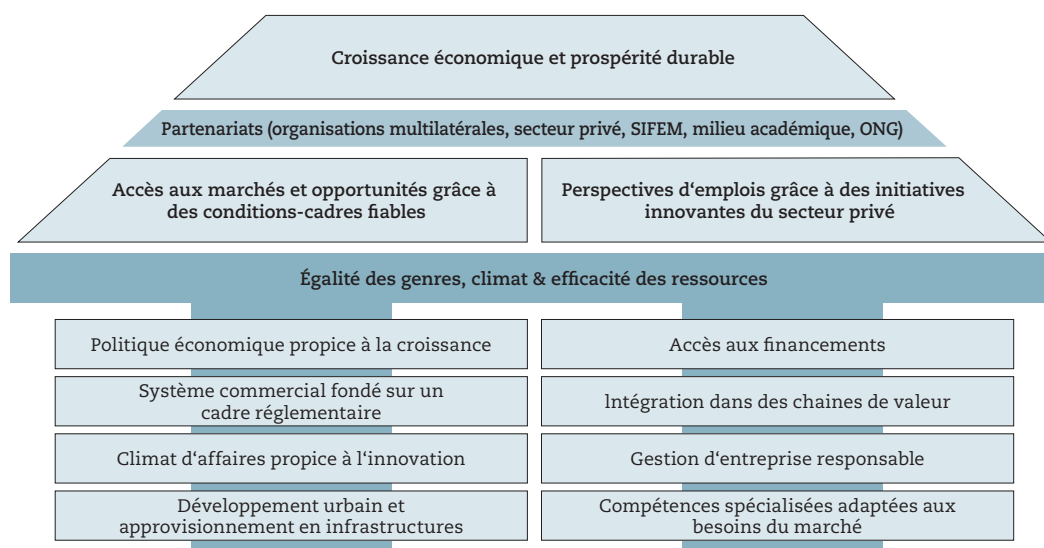 Croissance économique et prospérité durable
Partenariats (organisations multilatérales, secteur privé, SIFEM, milieu académique, ONG)
Accès aux marchés et opportunités grâce à
des conditions-cadres fiables
Perspectives d‘emplois grâce à des initiatives
innovantes du secteur privé
Égalité des genres, climat & efficacité des ressources
Politique économique propice à la croissance
Accès aux financements
Système commercial fondé sur un
cadre réglementaire
Intégration dans des chaines de valeur
Climat d‘affaires propice à l‘innovation
Gestion d‘entreprise responsable
Développement urbain et
approvisionnement en infrastructures
Compétences spécialisées adaptées aux
besoins du marché